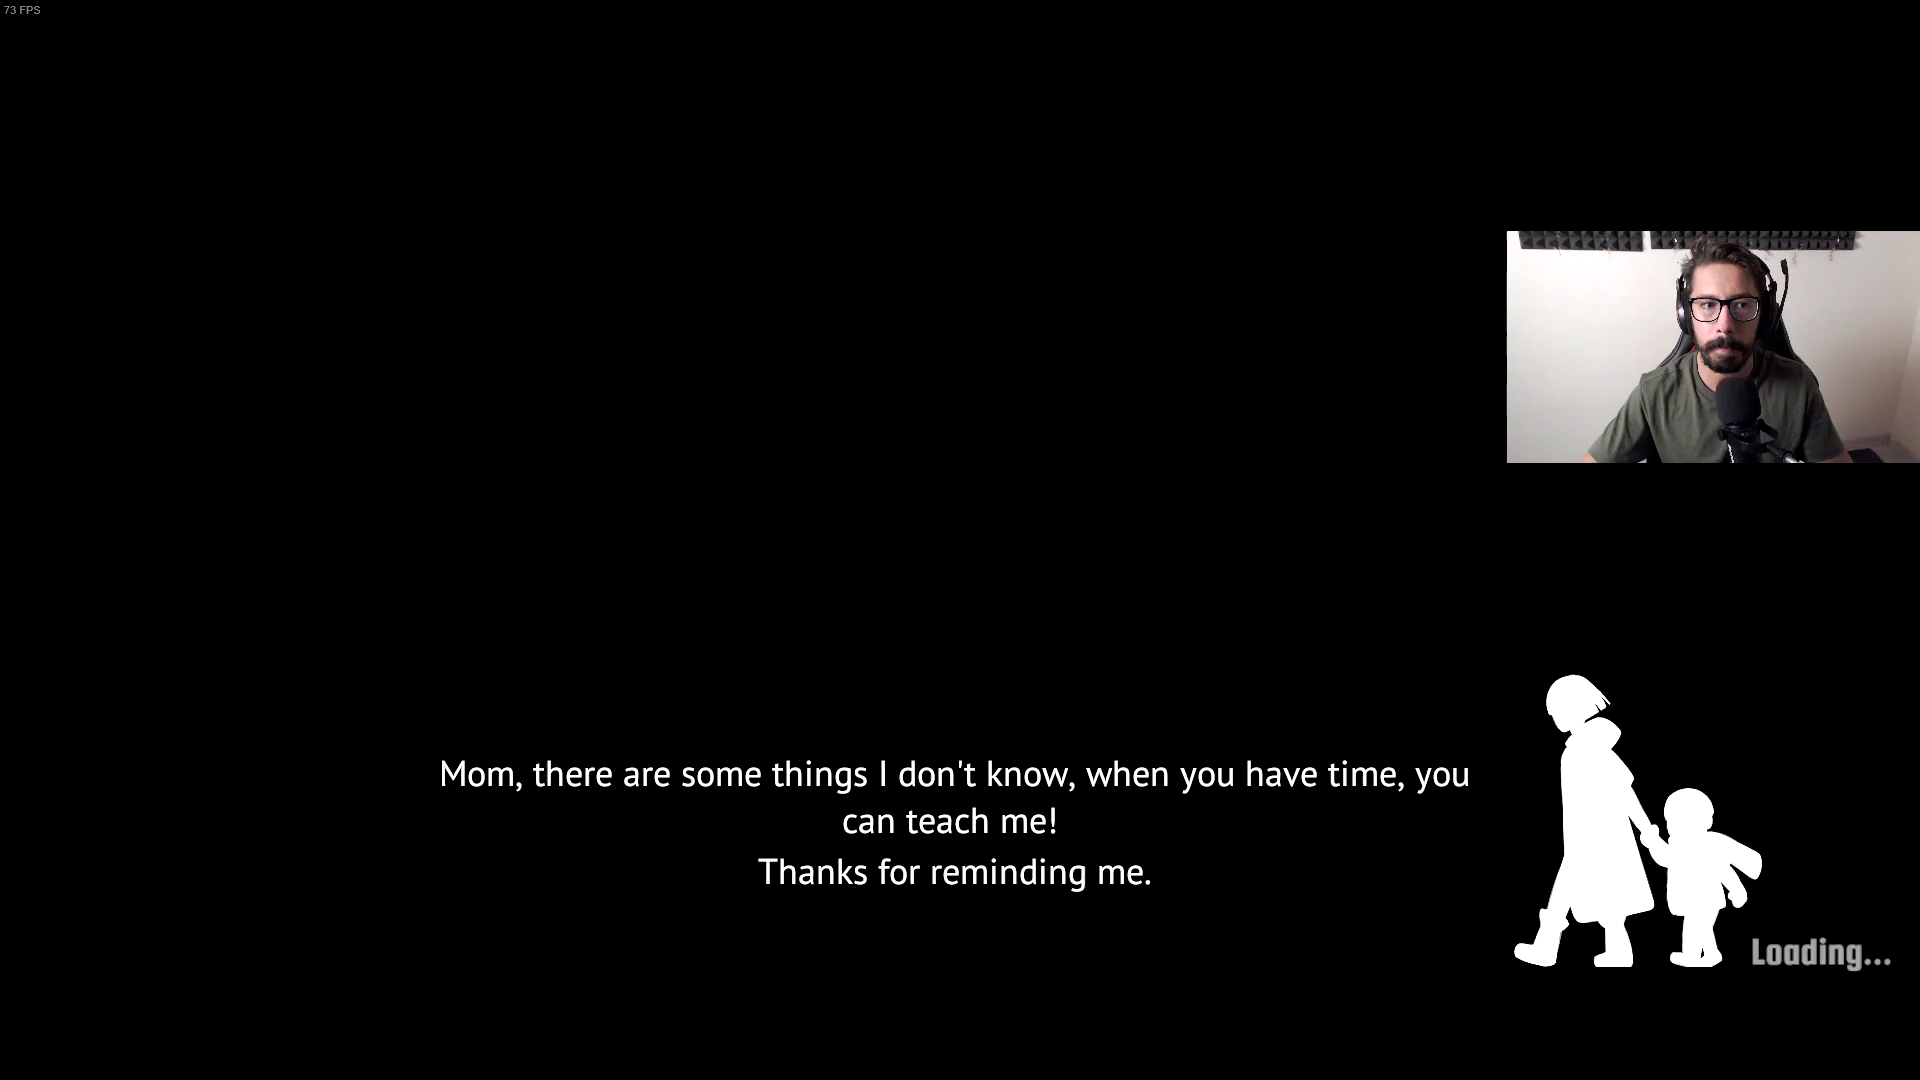 73 FPS
Mom, there are some things I don't know, when you have time, you
can teach me!
Thanks for reminding me.
Loading...